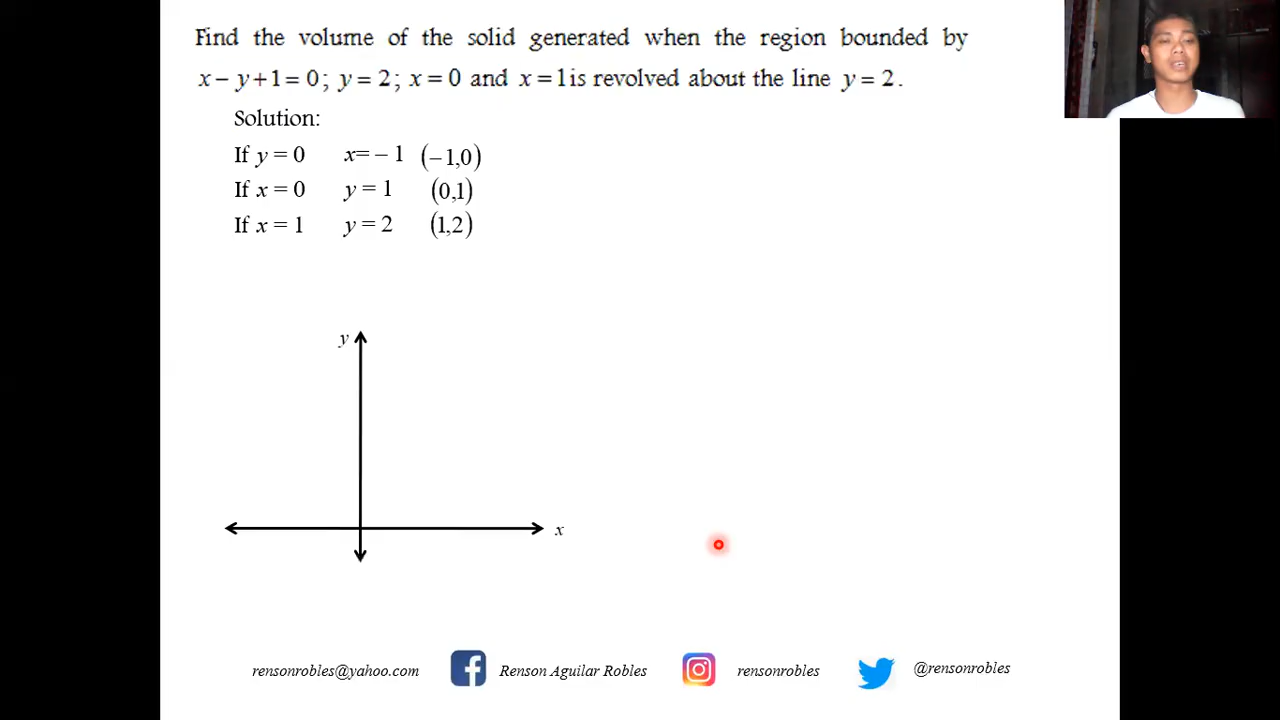 Find the volume of the solid generated when the region bounded by
x − y + 1 = 0; y = 2; x = 0 and x = 1 is revolved about the line y = 2.
Solution:
If y = 0 x= − 1 (−1,0)
If x = 0 y = 1 (0,1)
If x = 1 y = 2 (1,2)
y
x
rensonrobles@yahoo.com Renson Aguilar Robles rensonrobles @rensonrobles